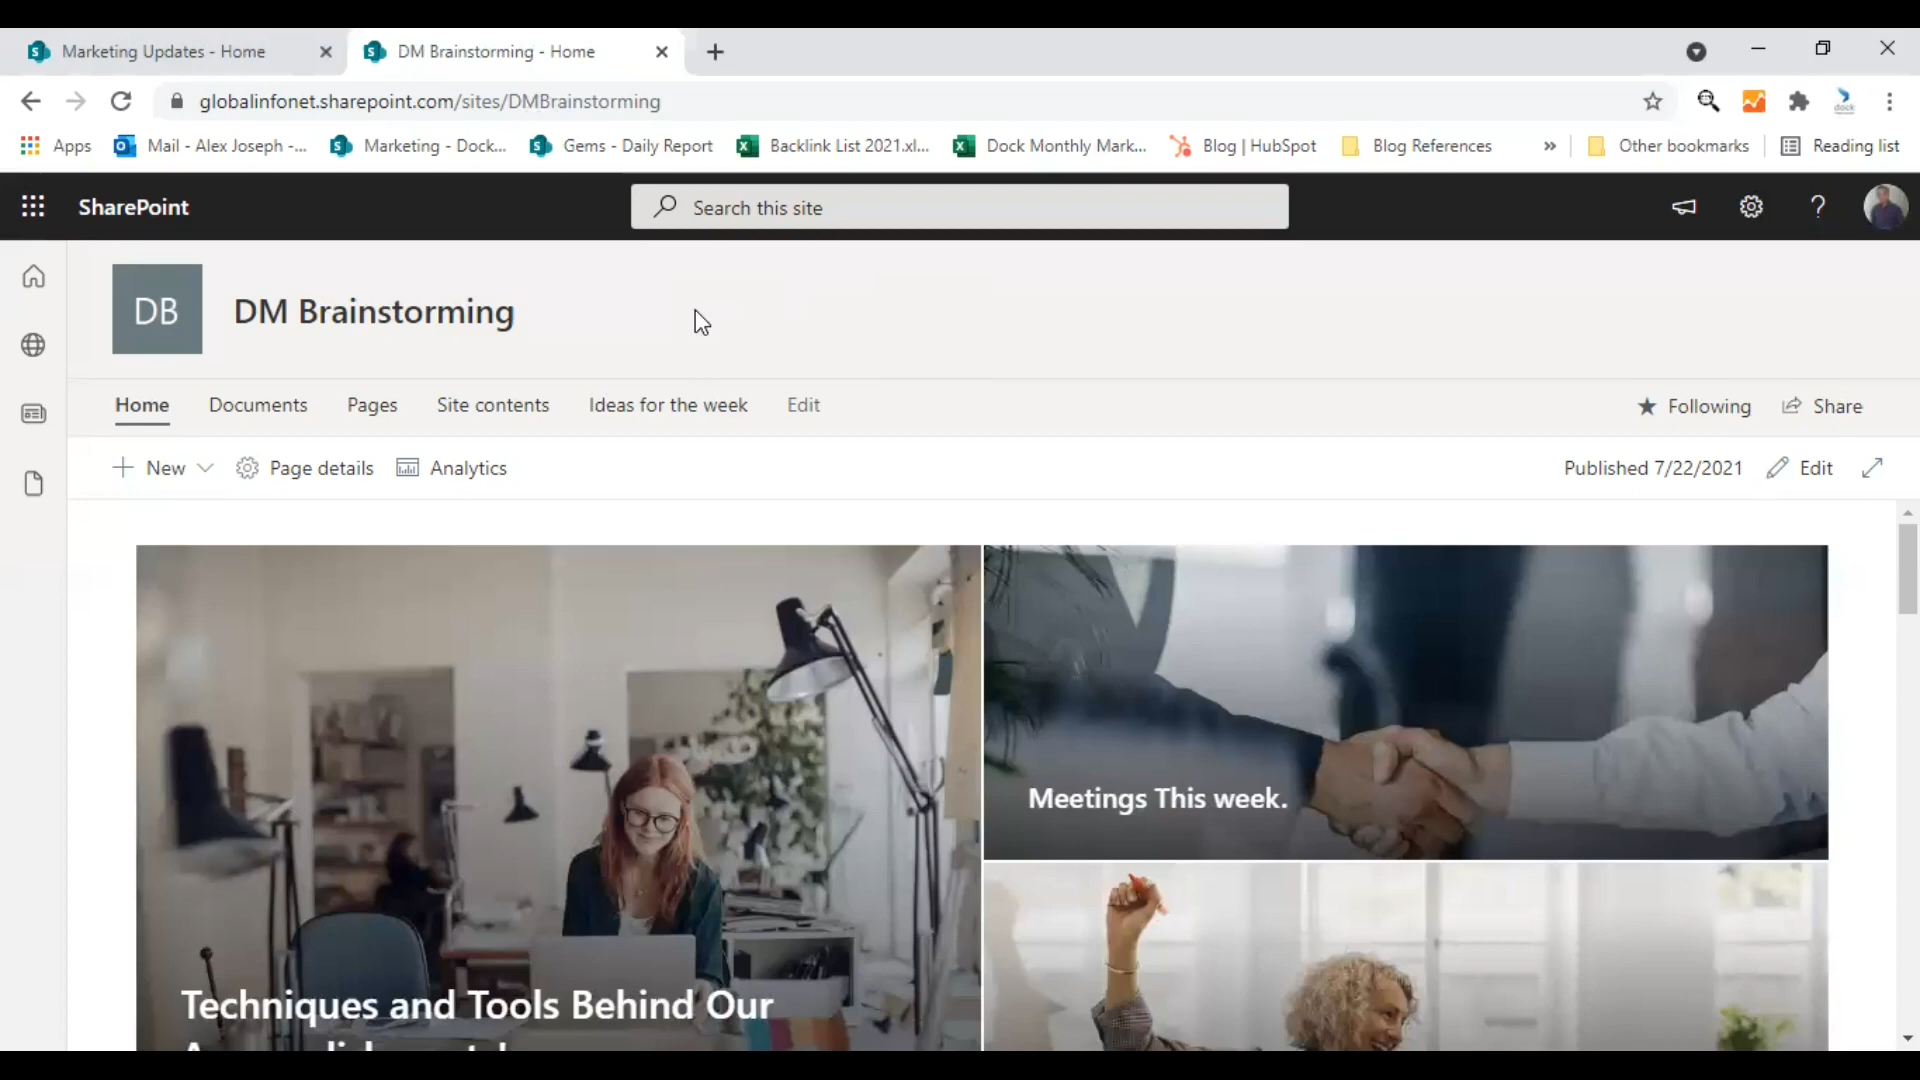 Marketing Updates - Home
DM Brainstorming - Home
globalinfonet.sharepoint.com/sites/DMBrainstorming
dock
Apps
Mail - Alex Joseph -...
Marketing - Dock...
Gems - Daily Report
Backlink List 2021.xl...
Dock Monthly Mark...
Blog | HubSpot
Blog References
»
Other bookmarks
Reading list
SharePoint
Search this site
DB
DM Brainstorming
Home
Documents
Pages
Site contents
Ideas for the week
Edit
Following
Share
New
Page details
Analytics
Published 7/22/2021
Edit
Meetings This week.
Techniques and Tools Behind Our